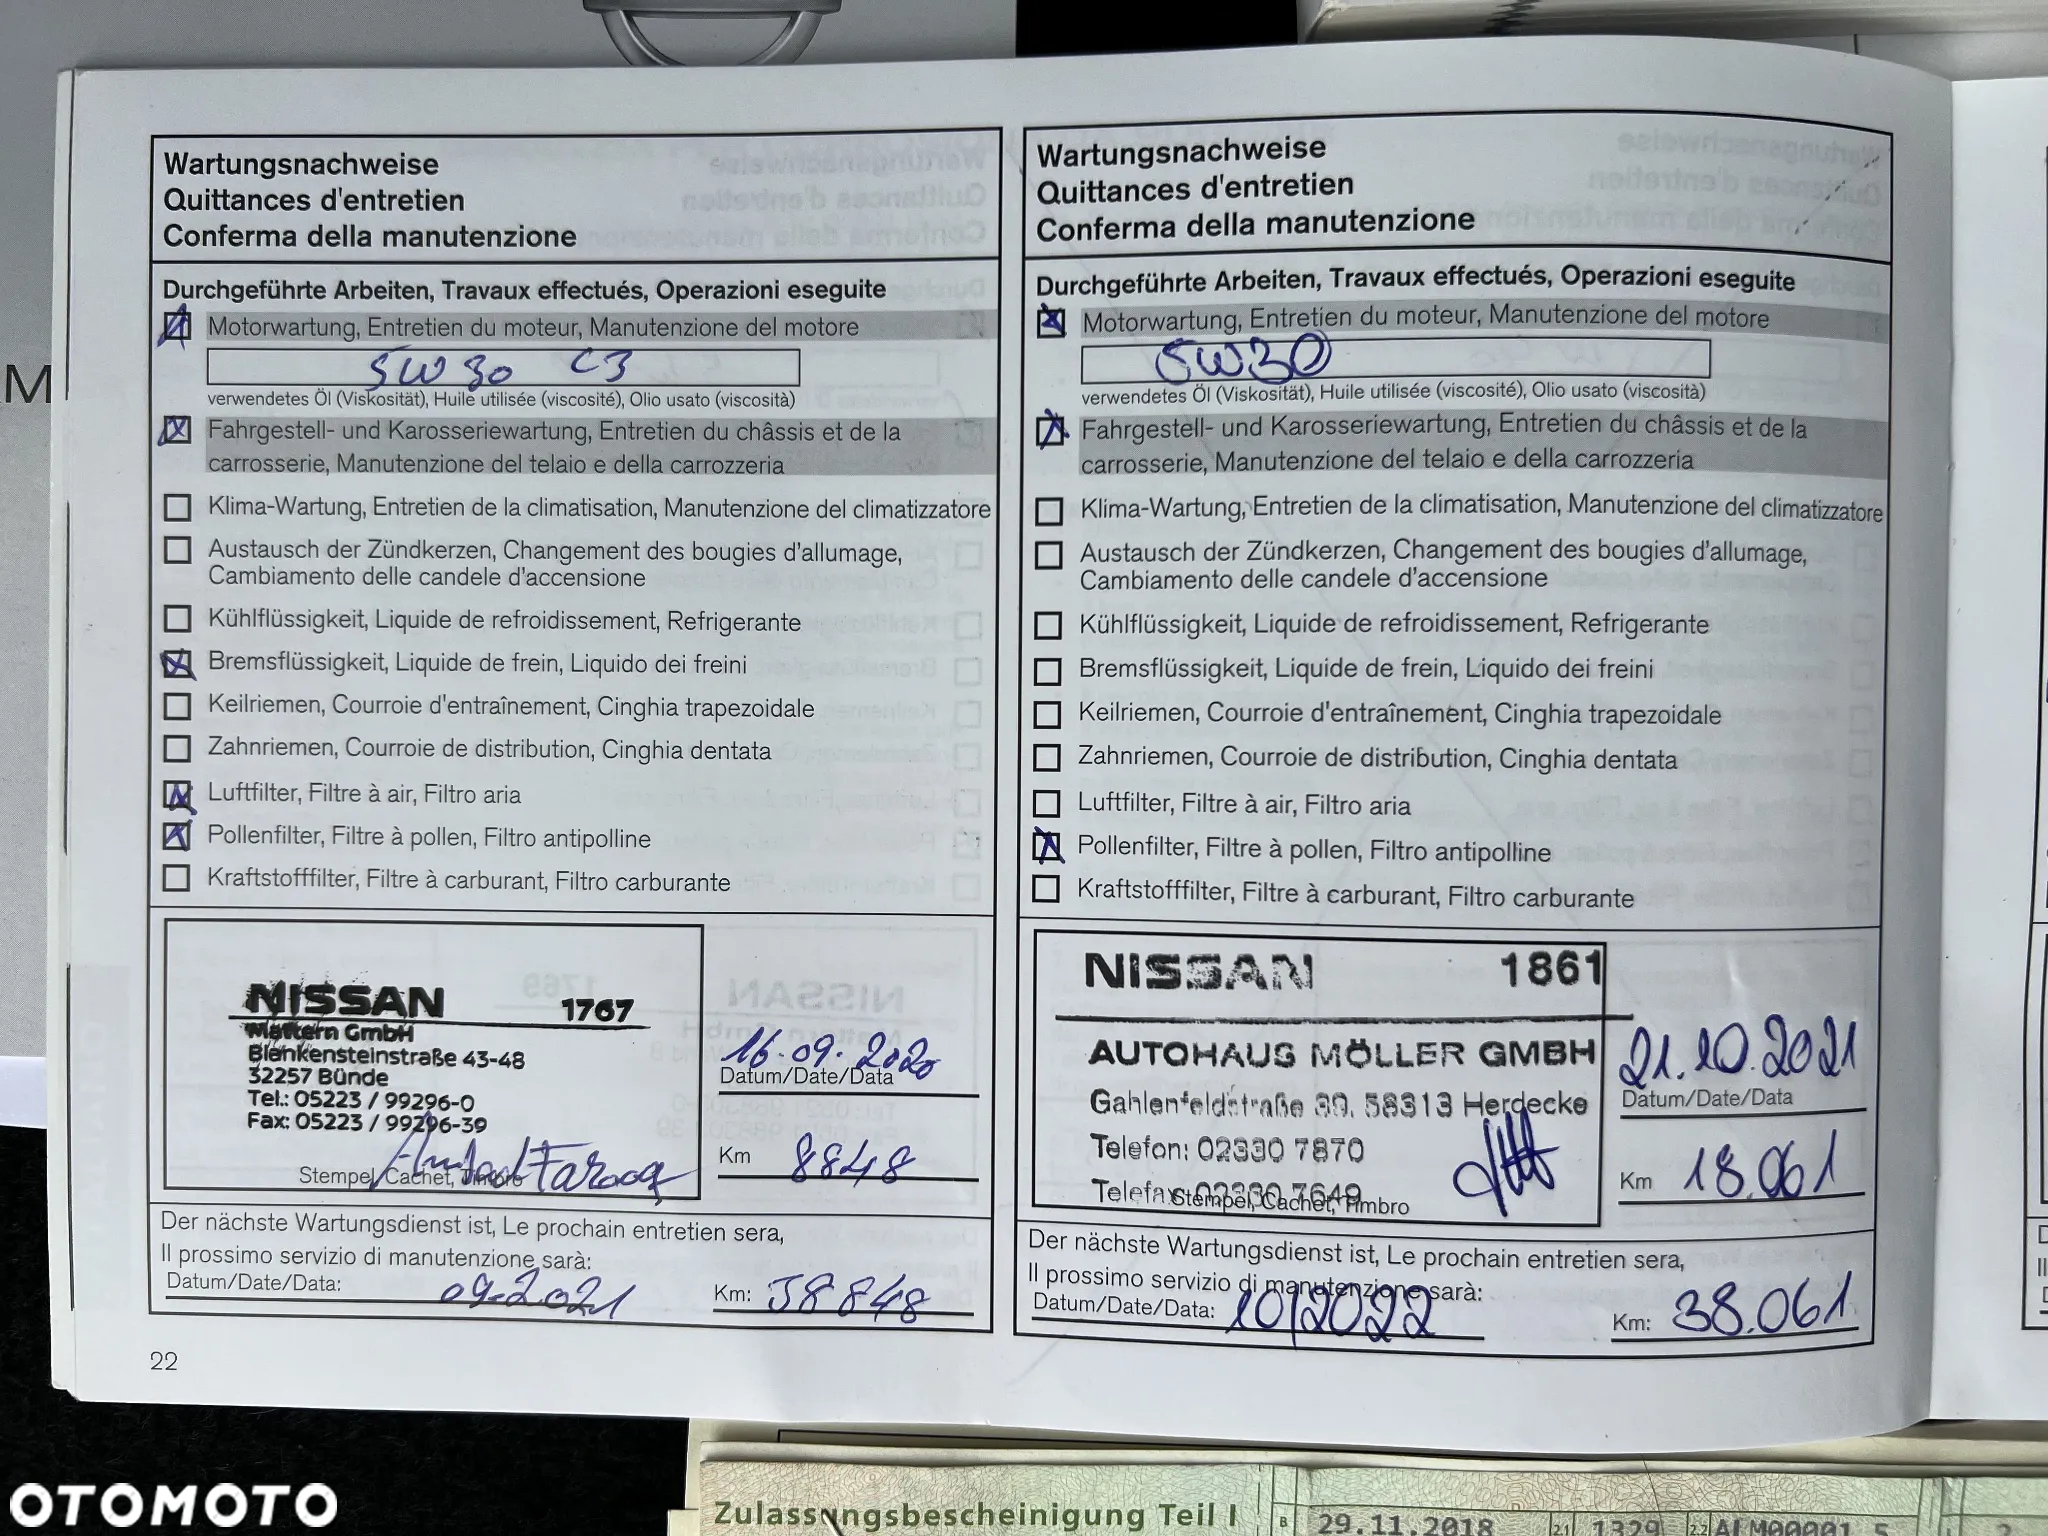 M
Wartungsnachweise
Quittances d'entretien
Conferma della manutenzione
Durchgeführte Arbeiten, Travaux effectués, Operazioni eseguite
Motorwartung, Entretien du moteur, Manutenzione del motore
5W30 C3
verwendetes Öl (Viskosität), Huile utilisée (viscosité), Olio usato (viscosità)
Fahrgestell- und Karosseriewartung, Entretien du châssis et de la
carrosserie, Manutenzione del telaio e della carrozzeria
Klima-Wartung, Entretien de la climatisation, Manutenzione del climatizzatore
Austausch der Zündkerzen, Changement des bougies d'allumage,
Cambiamento delle candele d'accensione
Kühlflüssigkeit, Liquide de refroidissement, Refrigerante
Bremsflüssigkeit, Liquide de frein, Liquido dei freini
Keilriemen, Courroie d'entraînement, Cinghia trapezoidale
Zahnriemen, Courroie de distribution, Cinghia dentata
Luftfilter, Filtre à air, Filtro aria
Pollenfilter, Filtre à pollen, Filtro antipolline
Kraftstofffilter, Filtre à carburant, Filtro carburante
NISSAN 1767
Mattern GmbH
Blankensteinstraße 43-48
32257 Bünde
Tel.: 05223 / 99296-0
Fax: 05223 / 99296-39
Stempel, Cachet, Timbro
16.09.2020
Datum/Date/Data
Km 8848
Der nächste Wartungsdienst ist, Le prochain entretien sera,
Il prossimo servizio di manutenzione sarà:
Datum/Date/Data: 09.2021 Km: 38848
22
Wartungsnachweise
Quittances d'entretien
Conferma della manutenzione
Durchgeführte Arbeiten, Travaux effectués, Operazioni eseguite
Motorwartung, Entretien du moteur, Manutenzione del motore
5W30
verwendetes Öl (Viskosität), Huile utilisée (viscosité), Olio usato (viscosità)
Fahrgestell- und Karosseriewartung, Entretien du châssis et de la
carrosserie, Manutenzione del telaio e della carrozzeria
Klima-Wartung, Entretien de la climatisation, Manutenzione del climatizzatore
Austausch der Zündkerzen, Changement des bougies d'allumage,
Cambiamento delle candele d'accensione
Kühlflüssigkeit, Liquide de refroidissement, Refrigerante
Bremsflüssigkeit, Liquide de frein, Liquido dei freini
Keilriemen, Courroie d'entraînement, Cinghia trapezoidale
Zahnriemen, Courroie de distribution, Cinghia dentata
Luftfilter, Filtre à air, Filtro aria
Pollenfilter, Filtre à pollen, Filtro antipolline
Kraftstofffilter, Filtre à carburant, Filtro carburante
NISSAN 1861
AUTOHAUS MÖLLER GMBH
Gahlenfeldstraße 39, 58313 Herdecke
Telefon: 02330 7870
Telefax: 02330 7649
Stempel, Cachet, Timbro
21.10.2021
Datum/Date/Data
Km 18.061
Der nächste Wartungsdienst ist, Le prochain entretien sera,
Il prossimo servizio di manutenzione sarà:
Datum/Date/Data: 10/2022 Km: 38.061
Zulassungsbescheinigung Teil I
B 29.11.2018 2.1 1329 2.2
OTOMOTO